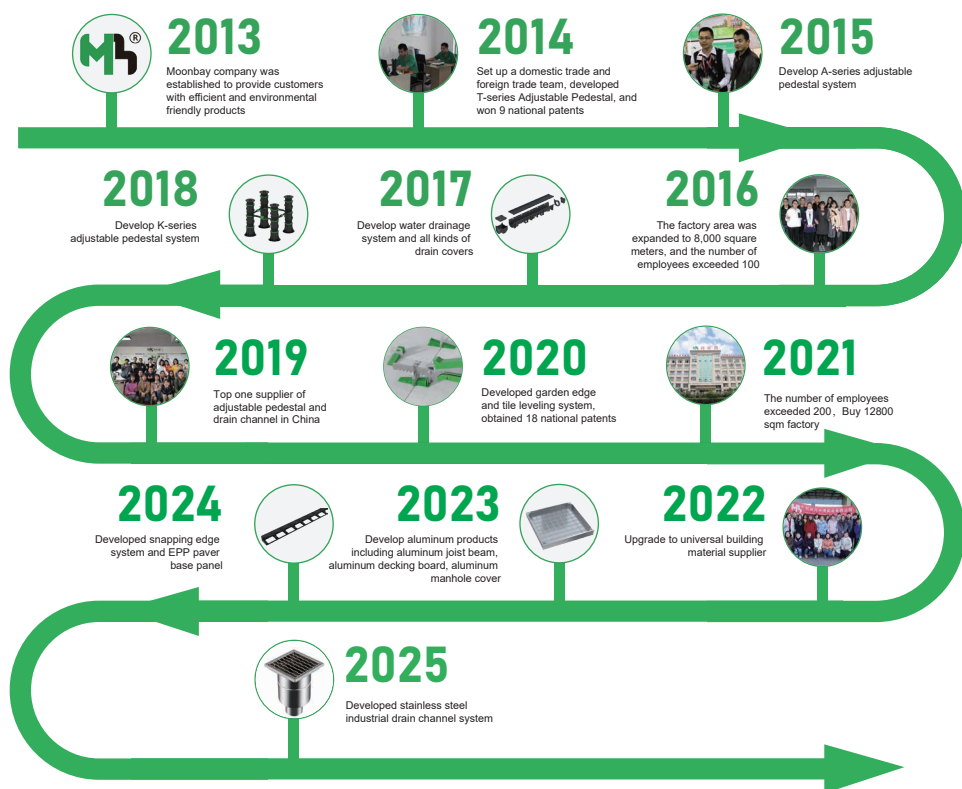 Mh®
2013
Moonbay company was
established to provide customers
with efficient and environmental
friendly products
2014
Set up a domestic trade and
foreign trade team, developed
T-series Adjustable Pedestal, and
won 9 national patents
2015
Develop A-series adjustable
pedestal system
2016
The factory area was
expanded to 8,000 square
meters, and the number of
employees exceeded 100
2017
Develop water drainage
system and all kinds of
drain covers
2018
Develop K-series
adjustable pedestal system
2019
Top one supplier of
adjustable pedestal and
drain channel in China
2020
Developed garden edge
and tile leveling system,
obtained 18 national patents
2021
The number of employees
exceeded 200，Buy 12800
sqm factory
2022
Upgrade to universal building
material supplier
2023
Develop aluminum products
including aluminum joist beam,
aluminum decking board, aluminum
manhole cover
2024
Developed snapping edge
system and EPP paver
base panel
2025
Developed stainless steel
industrial drain channel system